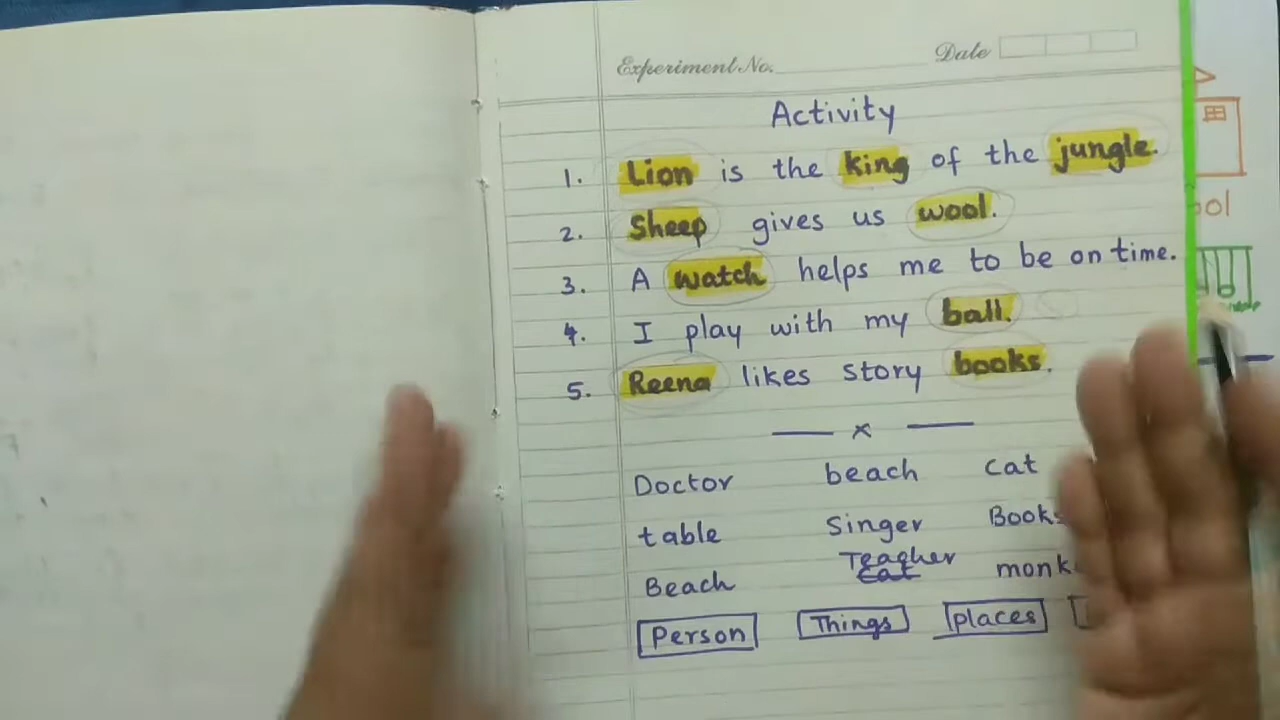 Experiment No. Date
Activity
1. Lion is the king of the jungle.
2. Sheep gives us wool.
3. A watch helps me to be on time.
4. I play with my ball.
5. Reena likes story books.
x
Doctor beach cat
table Singer Books
Teacher
Beach Cat
Person Things places